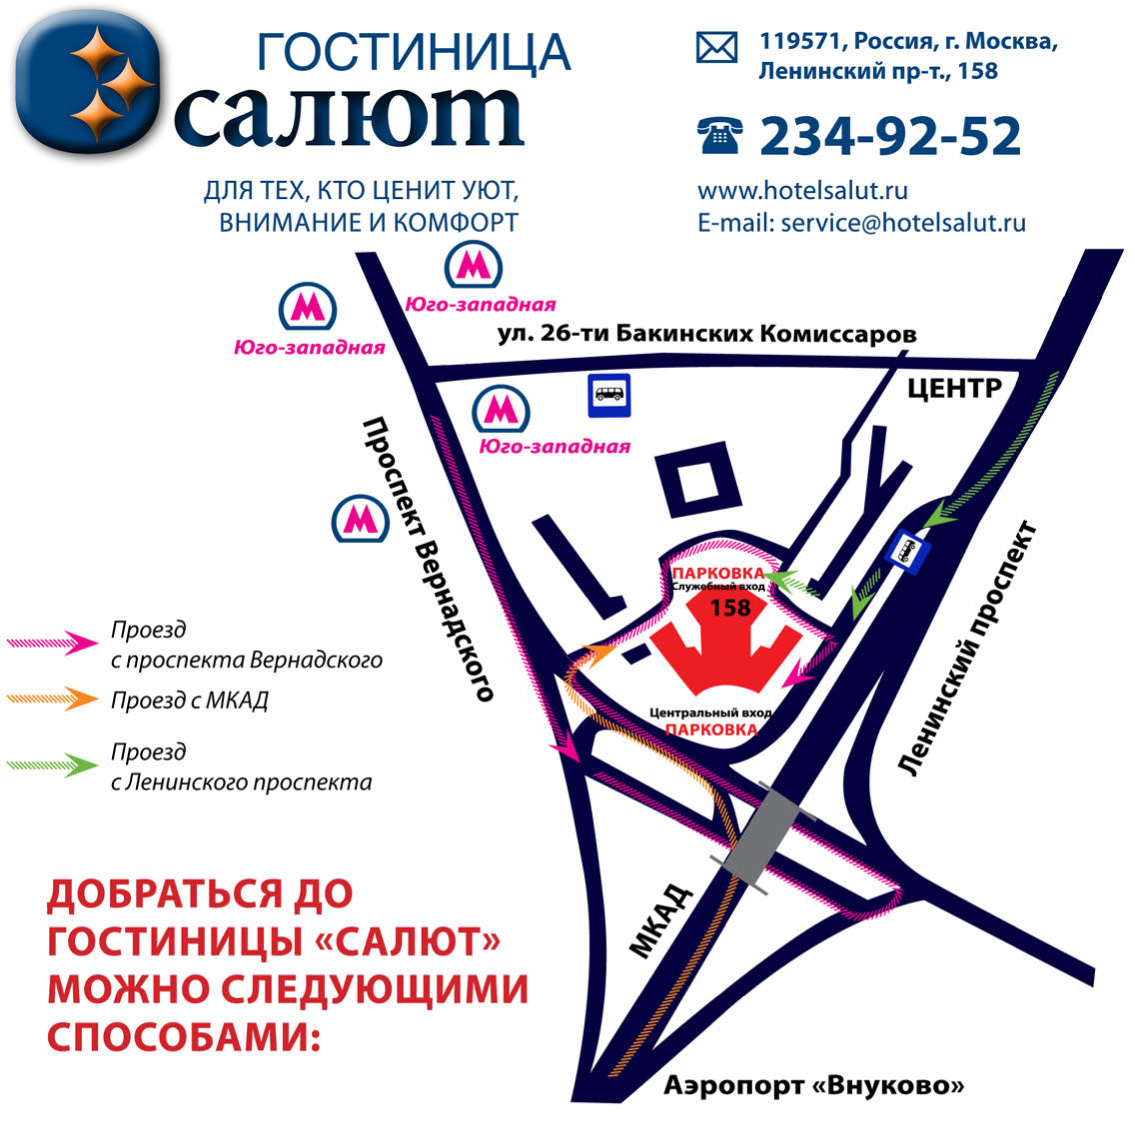 ГОСТИНИЦА
салют
ДЛЯ ТЕХ, КТО ЦЕНИТ УЮТ,
ВНИМАНИЕ И КОМФОРТ
119571, Россия, г. Москва,
Ленинский пр-т., 158
234-92-52
www.hotelsalut.ru
E-mail: service@hotelsalut.ru
М
Юго-западная
М
Юго-западная
ул. 26-ти Бакинских Комиссаров
ЦЕНТР
М
Юго-западная
М
Проспект Вернадского
Ленинский проспект
ПАРКОВКА
Служебный вход
158
Центральный вход
ПАРКОВКА
Проезд
с проспекта Вернадского
Проезд с МКАД
Проезд
с Ленинского проспекта
МКАД
ДОБРАТЬСЯ ДО
ГОСТИНИЦЫ «САЛЮТ»
МОЖНО СЛЕДУЮЩИМИ
СПОСОБАМИ:
Аэропорт «Внуково»